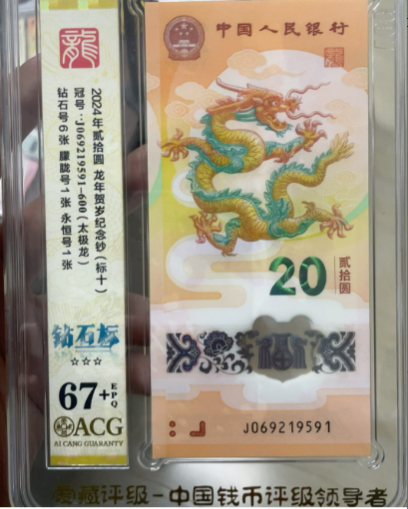 龍
2024年贰拾圆 龙年贺岁纪念钞（标十）
冠号：J069219591-600（太极龙）
钻石号6张 朦胧号1张 永恒号1张
钻石标
☆☆☆
67+EPQ
ACG
AI CANG GUARANTY
中国人民银行
20
贰拾圆
福
J069219591
爱藏评级-中国钱币评级领导者